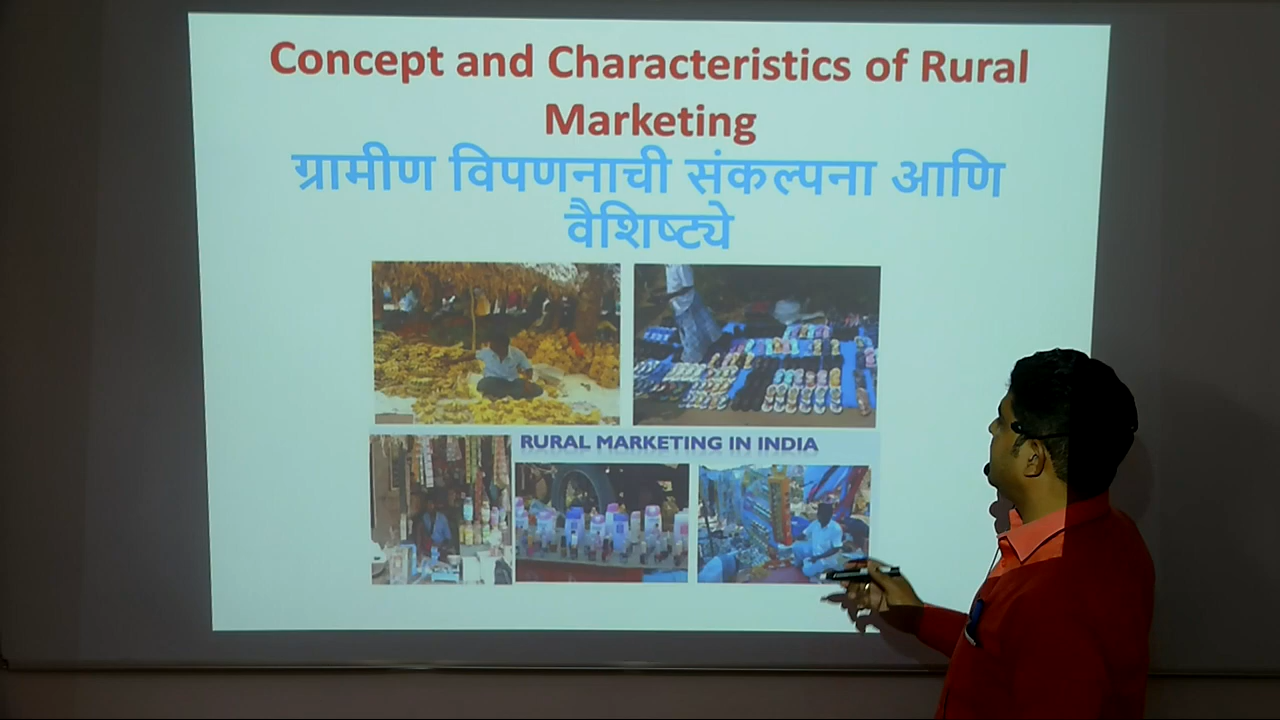 Concept and Characteristics of Rural
Marketing
ग्रामीण विपणनाची संकल्पना आणि
वैशिष्ट्ये
RURAL MARKETING IN INDIA